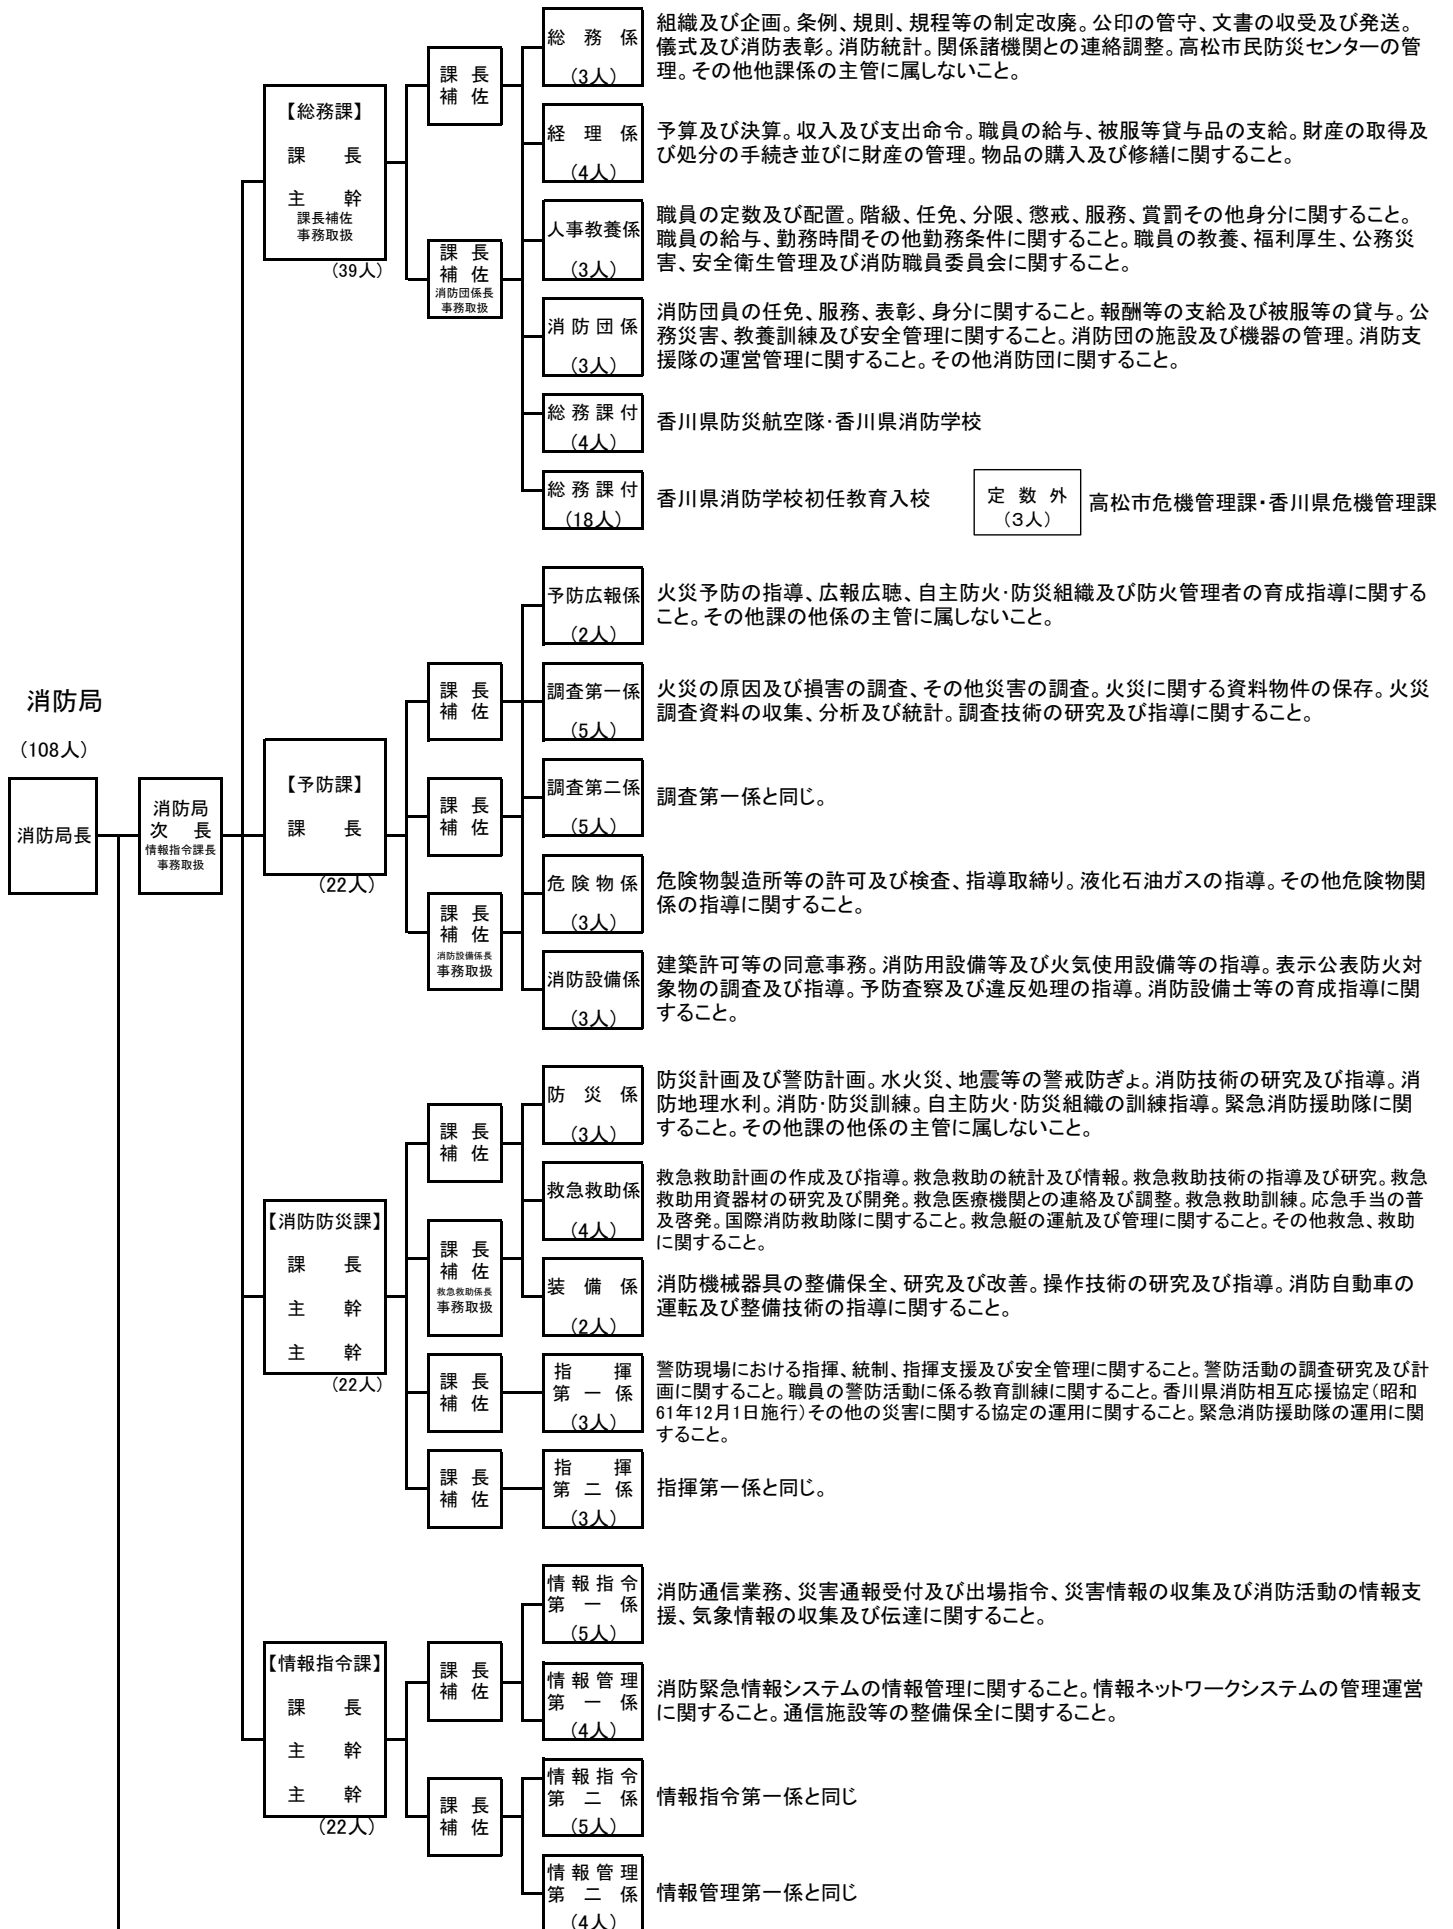 消防局
(108人)
消防局長
消防局
次長
情報指令課長
事務取扱
【総務課】
課長
主幹
課長補佐
事務取扱
(39人)
課長
補佐
課長
補佐
消防団係長
事務取扱
総務係
(3人)
組織及び企画。条例、規則、規程等の制定改廃。公印の管守、文書の収受及び発送。
儀式及び消防表彰。消防統計。関係諸機関との連絡調整。高松市民防災センターの管
理。その他他課係の主管に属しないこと。
経理係
(4人)
予算及び決算。収入及び支出命令。職員の給与、被服等貸与品の支給。財産の取得及
び処分の手続き並びに財産の管理。物品の購入及び修繕に関すること。
人事教養係
(3人)
職員の定数及び配置。階級、任免、分限、懲戒、服務、賞罰その他身分に関すること。
職員の給与、勤務時間その他勤務条件に関すること。職員の教養、福利厚生、公務災
害、安全衛生管理及び消防職員委員会に関すること。
消防団係
(3人)
消防団員の任免、服務、表彰、身分に関すること。報酬等の支給及び被服等の貸与。公
務災害、教養訓練及び安全管理に関すること。消防団の施設及び機器の管理。消防支
援隊の運営管理に関すること。その他消防団に関すること。
総務課付
(4人)
香川県防災航空隊・香川県消防学校
総務課付
(18人)
香川県消防学校初任教育入校
定数外
(3人)
高松市危機管理課・香川県危機管理課
【予防課】
課長
(22人)
課長
補佐
課長
補佐
課長
補佐
消防設備係長
事務取扱
予防広報係
(2人)
火災予防の指導、広報広聴、自主防火・防災組織及び防火管理者の育成指導に関する
こと。その他課の他係の主管に属しないこと。
調査第一係
(5人)
火災の原因及び損害の調査、その他災害の調査。火災に関する資料物件の保存。火災
調査資料の収集、分析及び統計。調査技術の研究及び指導に関すること。
調査第二係
(5人)
調査第一係と同じ。
危険物係
(3人)
危険物製造所等の許可及び検査、指導取締り。液化石油ガスの指導。その他危険物関
係の指導に関すること。
消防設備係
(3人)
建築許可等の同意事務。消防用設備等及び火気使用設備等の指導。表示公表防火対
象物の調査及び指導。予防査察及び違反処理の指導。消防設備士等の育成指導に関
すること。
【消防防災課】
課長
主幹
主幹
(22人)
課長
補佐
課長
補佐
救急救助係長
事務取扱
課長
補佐
課長
補佐
防災係
(3人)
防災計画及び警防計画。水火災、地震等の警戒防ぎょ。消防技術の研究及び指導。消
防地理水利。消防・防災訓練。自主防火・防災組織の訓練指導。緊急消防援助隊に関
すること。その他課の他係の主管に属しないこと。
救急救助係
(4人)
救急救助計画の作成及び指導。救急救助の統計及び情報。救急救助技術の指導及び研究。救急
救助用資器材の研究及び開発。救急医療機関との連絡及び調整。救急救助訓練。応急手当の普
及啓発。国際消防救助隊に関すること。救急艇の運航及び管理に関すること。その他救急、救助
に関すること。
装備係
(2人)
消防機械器具の整備保全、研究及び改善。操作技術の研究及び指導。消防自動車の
運転及び整備技術の指導に関すること。
指揮
第一係
(3人)
警防現場における指揮、統制、指揮支援及び安全管理に関すること。警防活動の調査研究及び計
画に関すること。職員の警防活動に係る教育訓練に関すること。香川県消防相互応援協定(昭和
61年12月1日施行)その他の災害に関する協定の運用に関すること。緊急消防援助隊の運用に関
すること。
指揮
第二係
(3人)
指揮第一係と同じ。
【情報指令課】
課長
主幹
主幹
(22人)
課長
補佐
課長
補佐
情報指令
第一係
(5人)
消防通信業務、災害通報受付及び出場指令、災害情報の収集及び消防活動の情報支
援、気象情報の収集及び伝達に関すること。
情報管理
第一係
(4人)
消防緊急情報システムの情報管理に関すること。情報ネットワークシステムの管理運営
に関すること。通信施設等の整備保全に関すること。
情報指令
第二係
(5人)
情報指令第一係と同じ
情報管理
第二係
(4人)
情報管理第一係と同じ